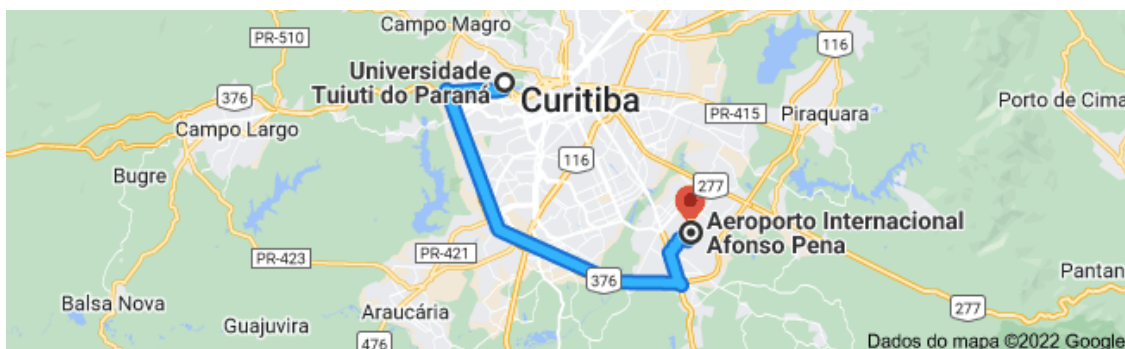 Campo Magro
PR-510
116
Universidade
Tuiuti do Paraná
Curitiba
376
Campo Largo
PR-415
Piraquara
Porto de Cima
Bugre
116
277
Aeroporto Internacional
Afonso Pena
PR-421
PR-423
376
Pantan
Balsa Nova
Araucária
277
Guajuvira
476
Dados do mapa ©2022 Google